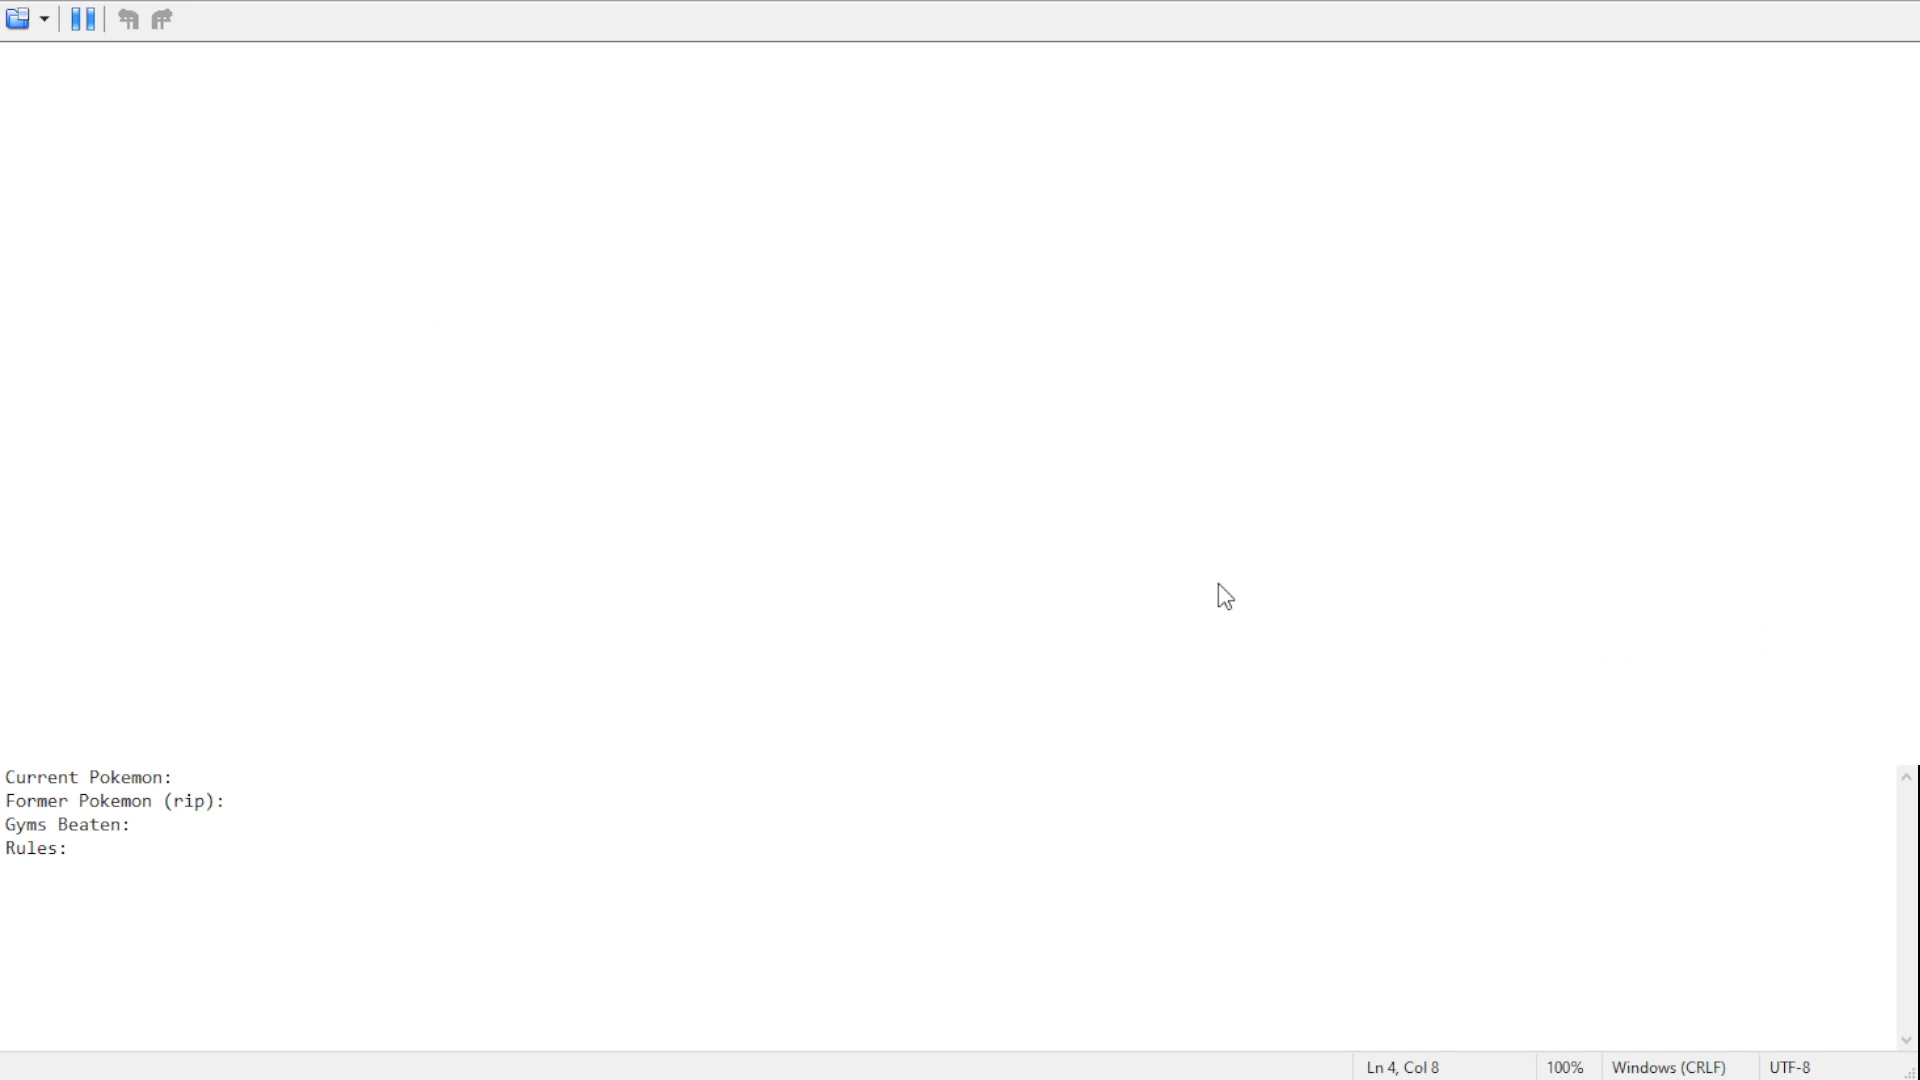 Current Pokemon:
Former Pokemon (rip):
Gyms Beaten:
Rules:
Ln 4, Col 8
100%
Windows (CRLF)
UTF-8